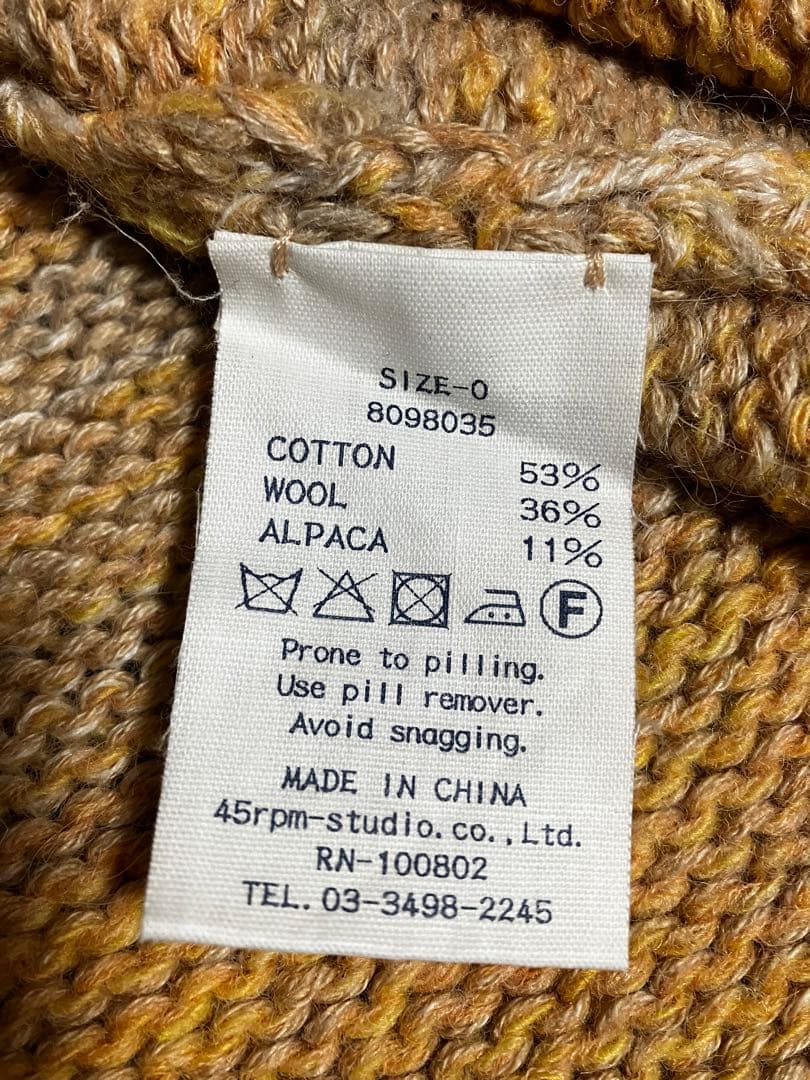 SIZE-0
8098035
COTTON 53%
WOOL 36%
ALPACA 11%
F
Prone to pilling.
Use pill remover.
Avoid snagging.
MADE IN CHINA
45rpm-studio.co.,Ltd.
RN-100802
TEL. 03-3498-2245